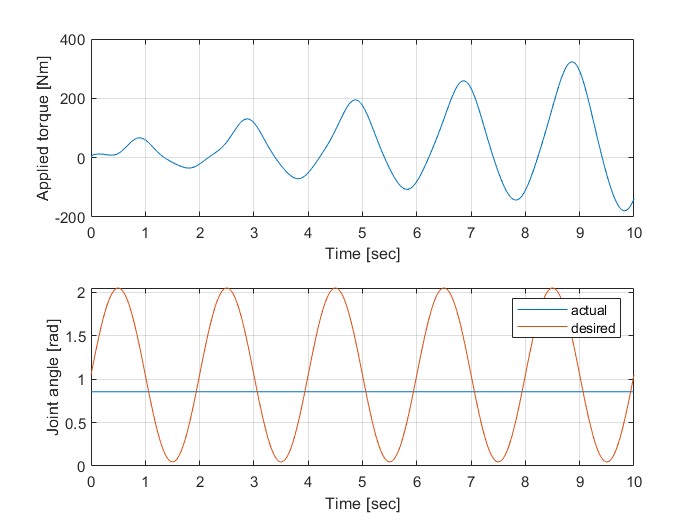 400
200
0
-200
Applied torque [Nm]
0 1 2 3 4 5 6 7 8 9 10
Time [sec]
2
1.5
1
0.5
0
Joint angle [rad]
actual
desired
0 1 2 3 4 5 6 7 8 9 10
Time [sec]